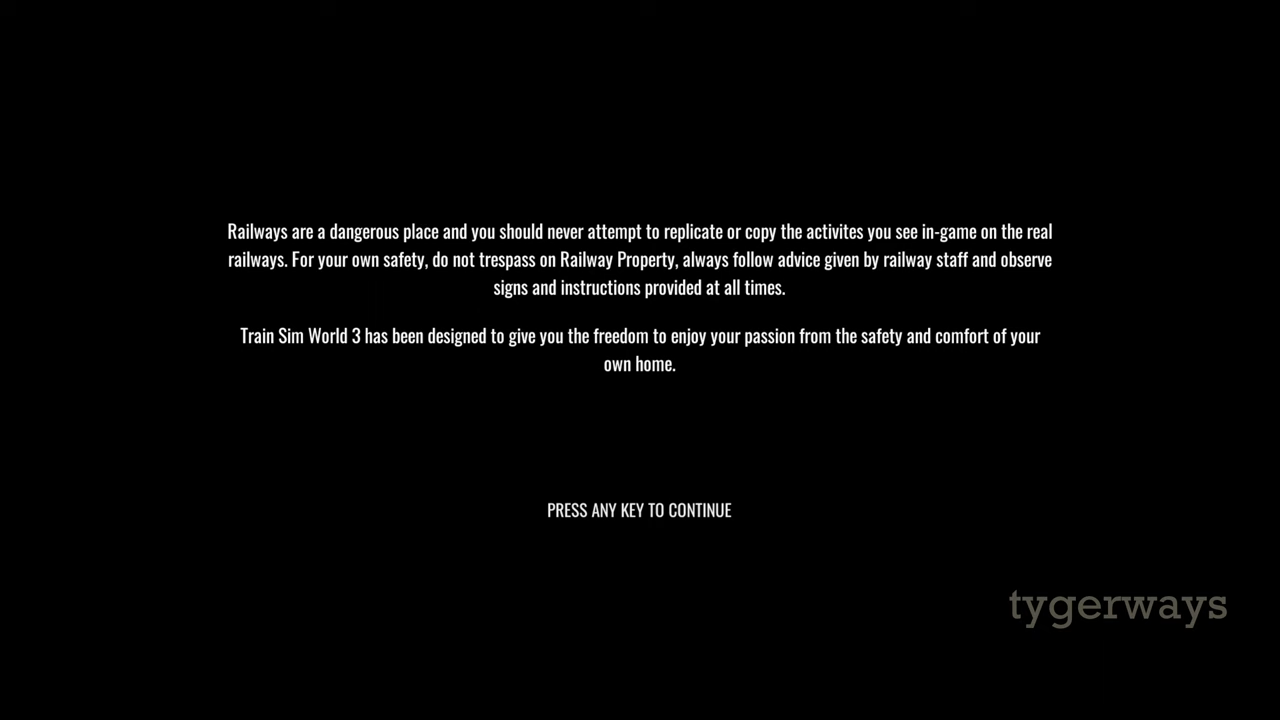 Railways are a dangerous place and you should never attempt to replicate or copy the activites you see in-game on the real
railways. For your own safety, do not trespass on Railway Property, always follow advice given by railway staff and observe
signs and instructions provided at all times.
Train Sim World 3 has been designed to give you the freedom to enjoy your passion from the safety and comfort of your
own home.
PRESS ANY KEY TO CONTINUE
tygerways